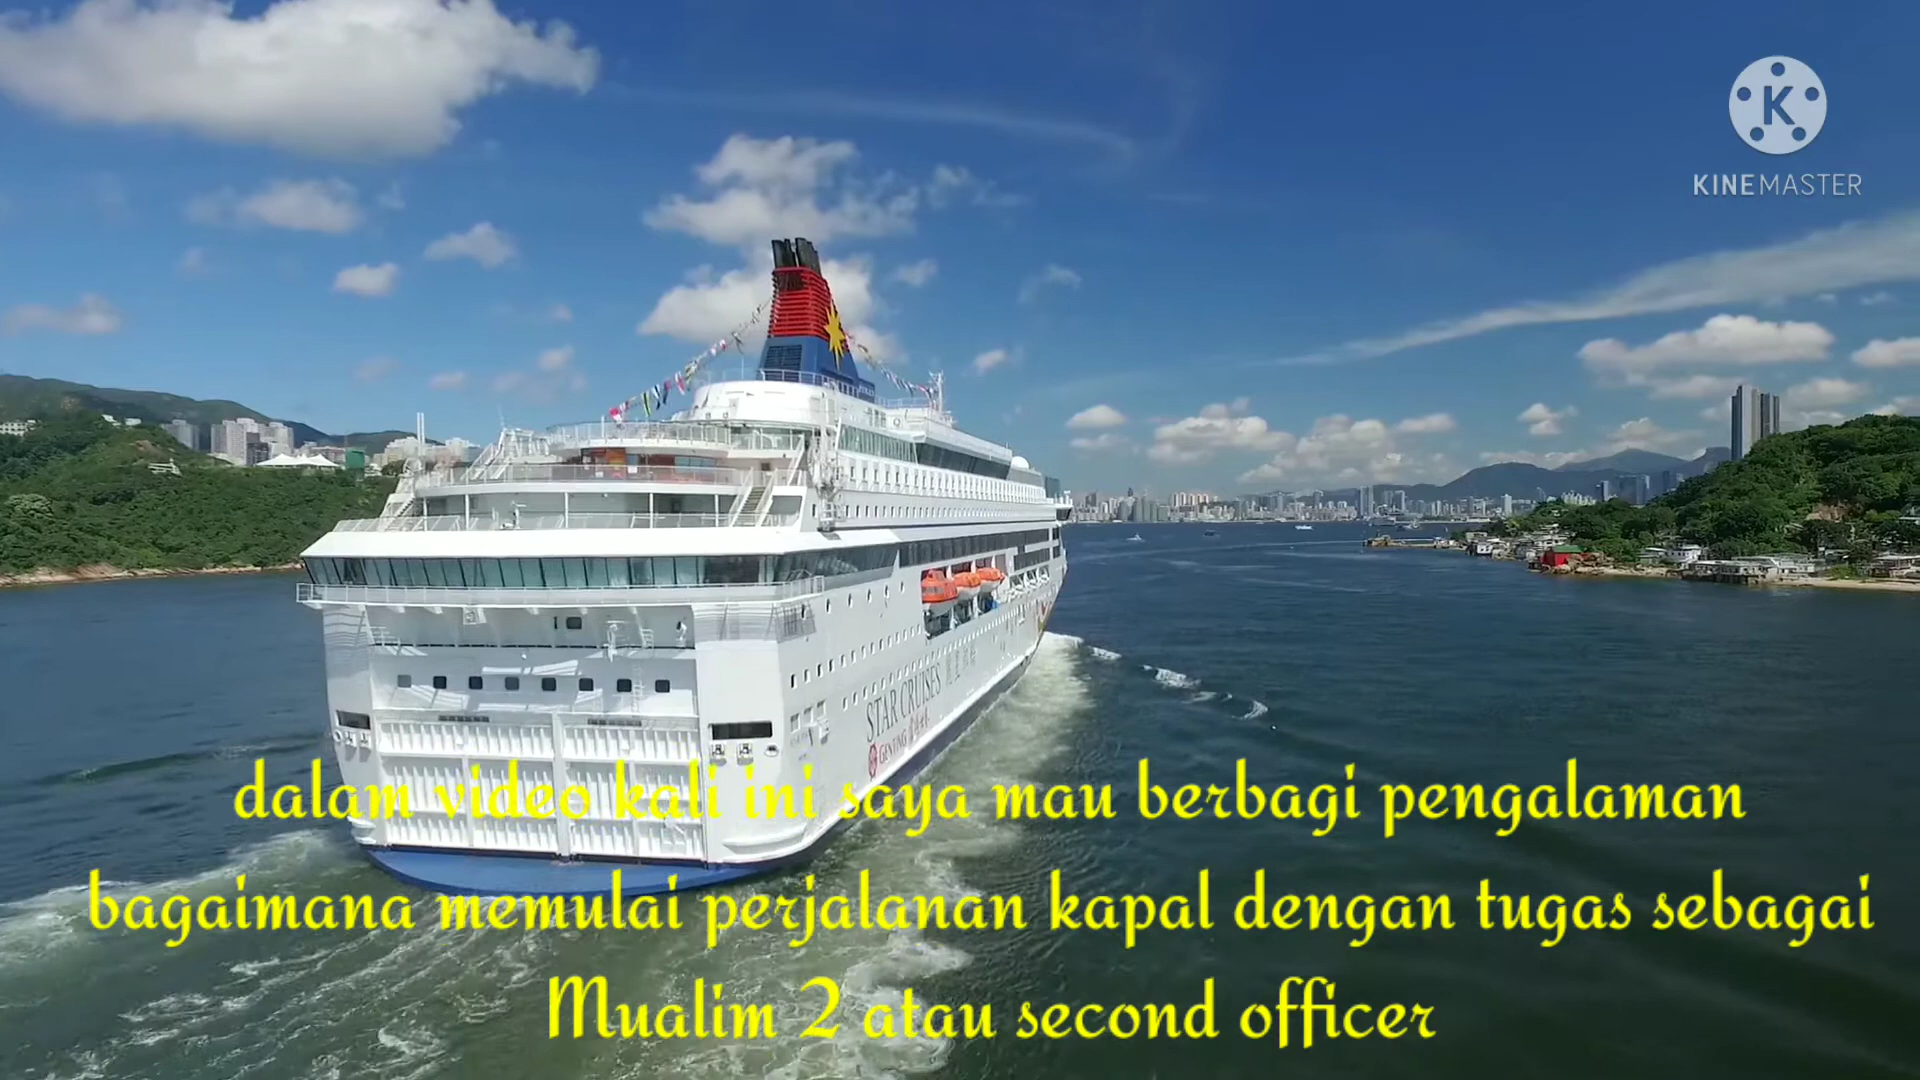 KINEMASTER
STAR CRUISES
GENTING
dalam video kali ini saya mau berbagi pengalaman
bagaimana memulai perjalanan kapal dengan tugas sebagai
Mualim 2 atau second officer